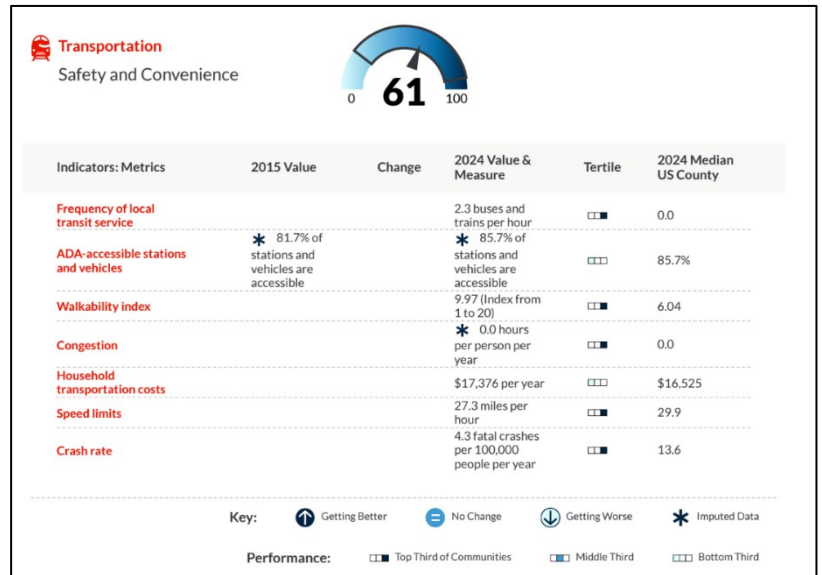 Transportation
Safety and Convenience
0 61 100
Indicators: Metrics 2015 Value Change 2024 Value & Measure Tertile 2024 Median US County
Frequency of local transit service 2.3 buses and trains per hour 0.0
ADA-accessible stations and vehicles 81.7% of stations and vehicles are accessible 85.7% of stations and vehicles are accessible 85.7%
Walkability index 9.97 (Index from 1 to 20) 6.04
Congestion 0.0 hours per person per year 0.0
Household transportation costs $17,376 per year $16,525
Speed limits 27.3 miles per hour 29.9
Crash rate 4.3 fatal crashes per 100,000 people per year 13.6
Key: Getting Better No Change Getting Worse Imputed Data
Performance: Top Third of Communities Middle Third Bottom Third